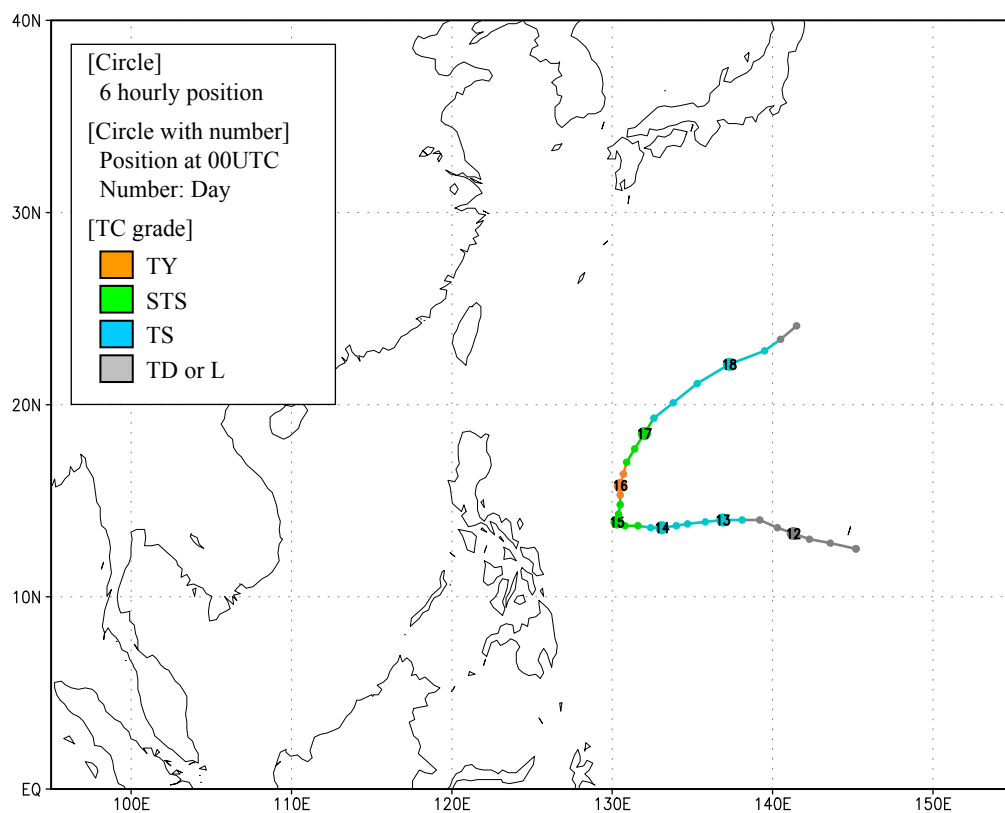 40N
[Circle]
6 hourly position
[Circle with number]
Position at 00UTC
Number: Day
[TC grade]
TY
STS
TS
TD or L
30N
20N
10N
EQ
18
17
16
15
14
13
12
100E 110E 120E 130E 140E 150E